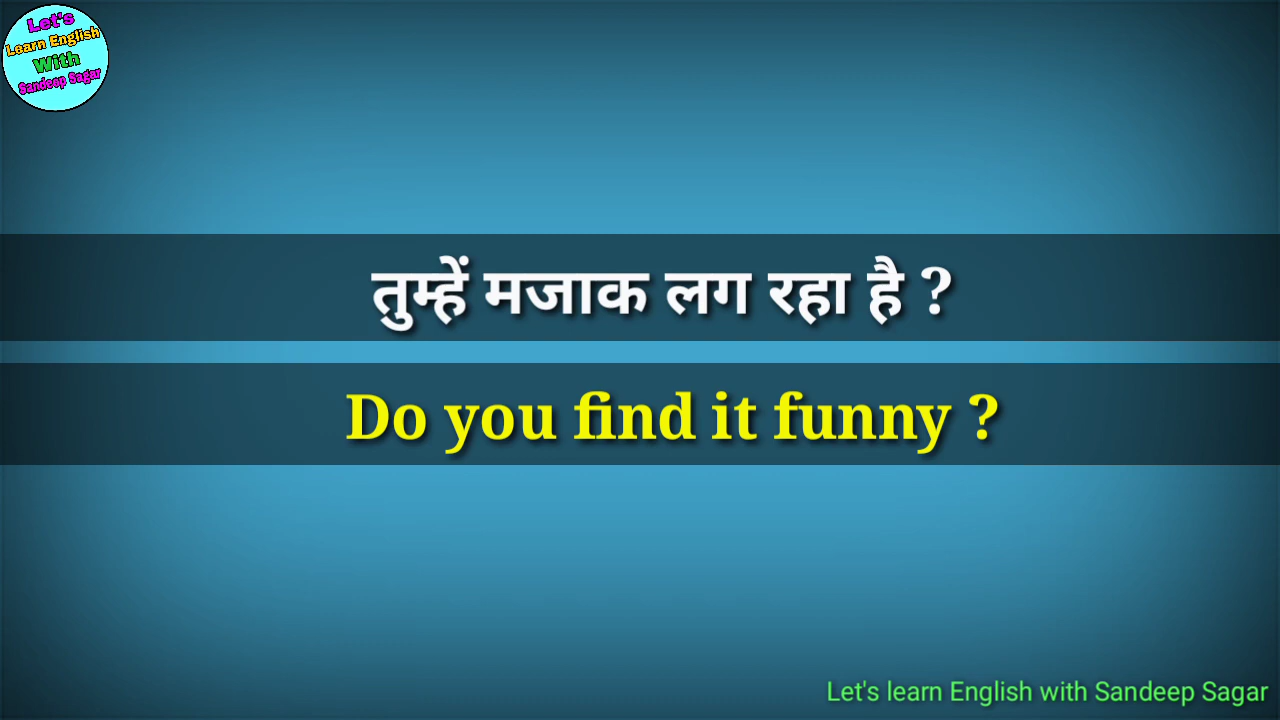 Let's
Learn English
With
Sandeep Sagar
तुम्हें मजाक लग रहा है ?
Do you find it funny ?
Let's learn English with Sandeep Sagar